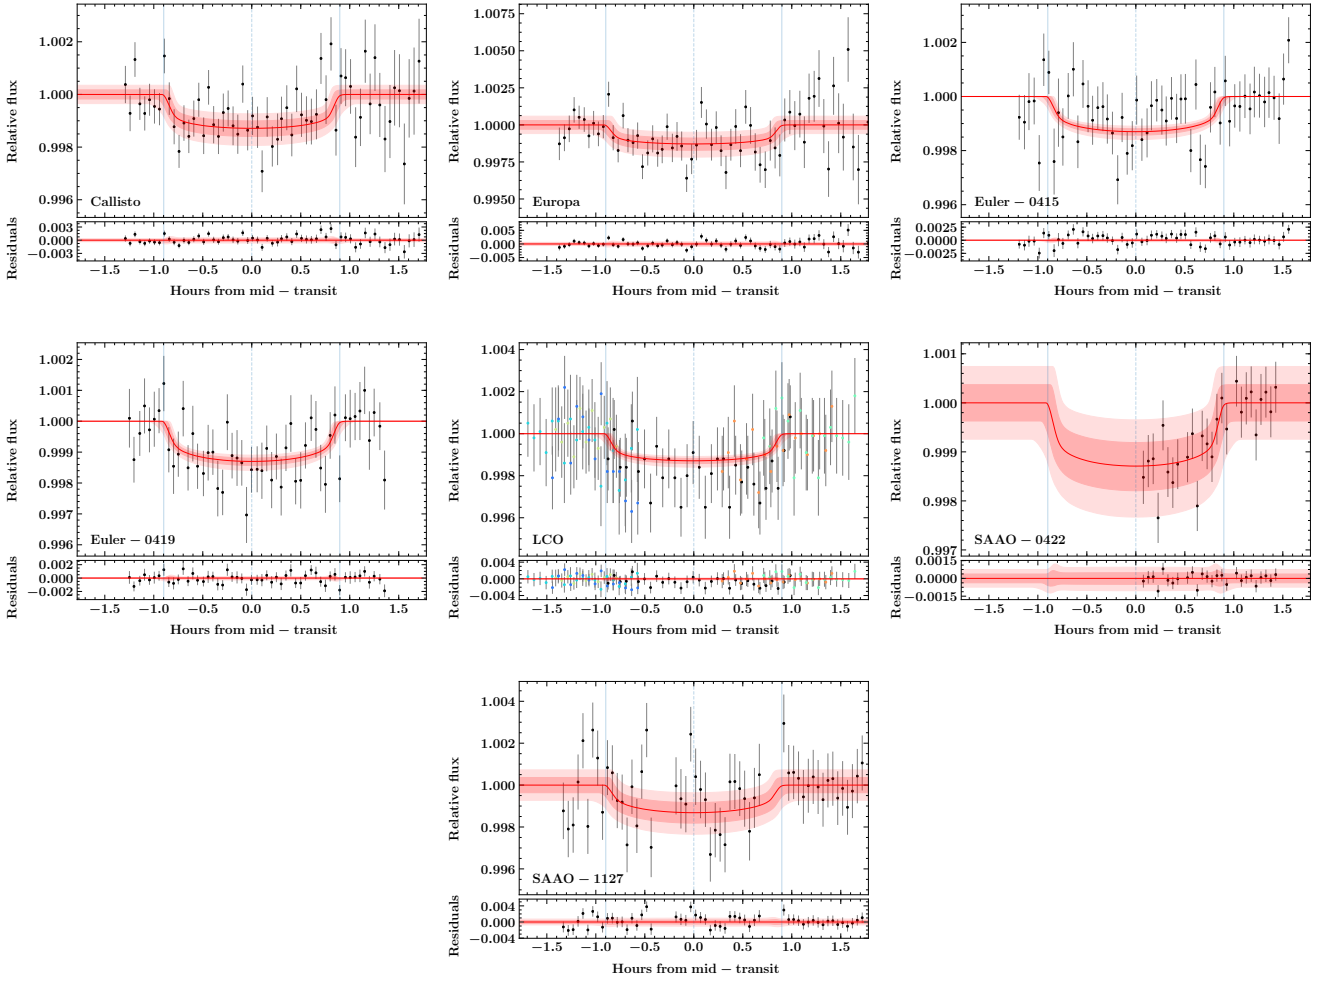 1.002
1.000
0.998
0.996
Relative flux
Callisto
0.003
0.000
−0.003
Residuals
−1.5 −1.0 −0.5 0.0 0.5 1.0 1.5
Hours from mid − transit
1.0075
1.0050
1.0025
1.0000
0.9975
0.9950
Relative flux
Europa
0.005
0.000
−0.005
Residuals
−1.5 −1.0 −0.5 0.0 0.5 1.0 1.5
Hours from mid − transit
1.002
1.000
0.998
0.996
Relative flux
Euler − 0415
0.0025
0.0000
−0.0025
Residuals
−1.5 −1.0 −0.5 0.0 0.5 1.0 1.5
Hours from mid − transit
1.002
1.001
1.000
0.999
0.998
0.997
0.996
Relative flux
Euler − 0419
0.002
0.000
−0.002
Residuals
−1.5 −1.0 −0.5 0.0 0.5 1.0 1.5
Hours from mid − transit
1.004
1.002
1.000
0.998
0.996
Relative flux
LCO
0.004
0.000
−0.004
Residuals
−1.5 −1.0 −0.5 0.0 0.5 1.0 1.5
Hours from mid − transit
1.001
1.000
0.999
0.998
0.997
Relative flux
SAAO − 0422
0.0015
0.0000
−0.0015
Residuals
−1.5 −1.0 −0.5 0.0 0.5 1.0 1.5
Hours from mid − transit
1.004
1.002
1.000
0.998
0.996
Relative flux
SAAO − 1127
0.004
0.000
−0.004
Residuals
−1.5 −1.0 −0.5 0.0 0.5 1.0 1.5
Hours from mid − transit